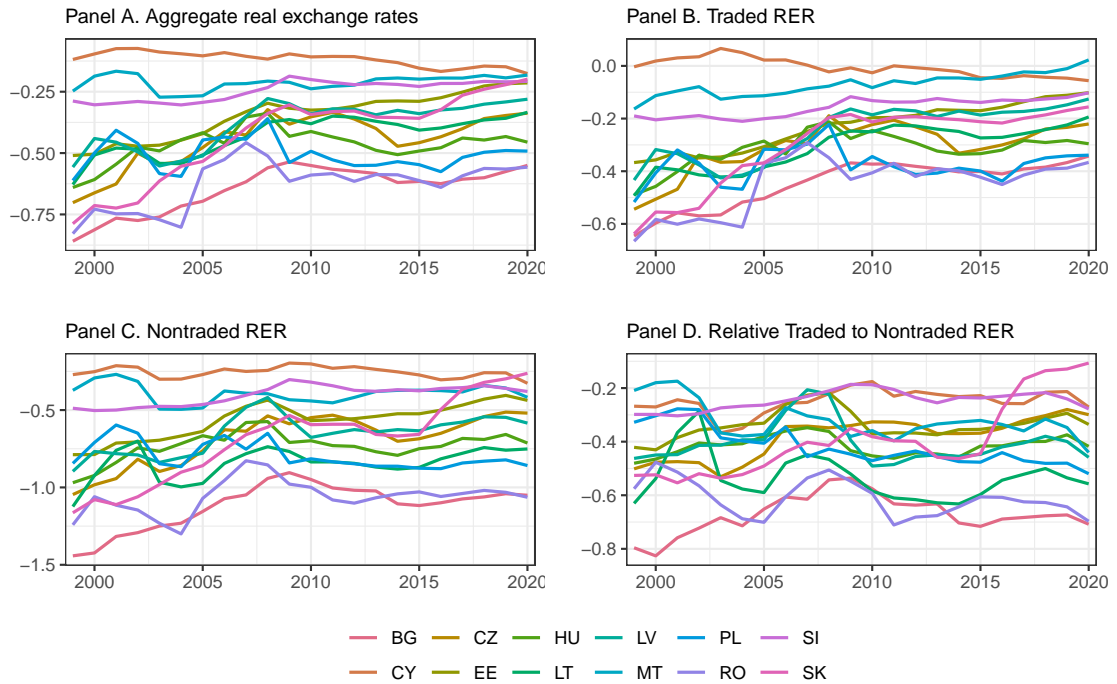 Panel A. Aggregate real exchange rates
−0.25
−0.50
−0.75
2000 2005 2010 2015 2020
Panel B. Traded RER
0.0
−0.2
−0.4
−0.6
2000 2005 2010 2015 2020
Panel C. Nontraded RER
−0.5
−1.0
−1.5
2000 2005 2010 2015 2020
Panel D. Relative Traded to Nontraded RER
−0.2
−0.4
−0.6
−0.8
2000 2005 2010 2015 2020
BG CZ HU LV PL SI
CY EE LT MT RO SK